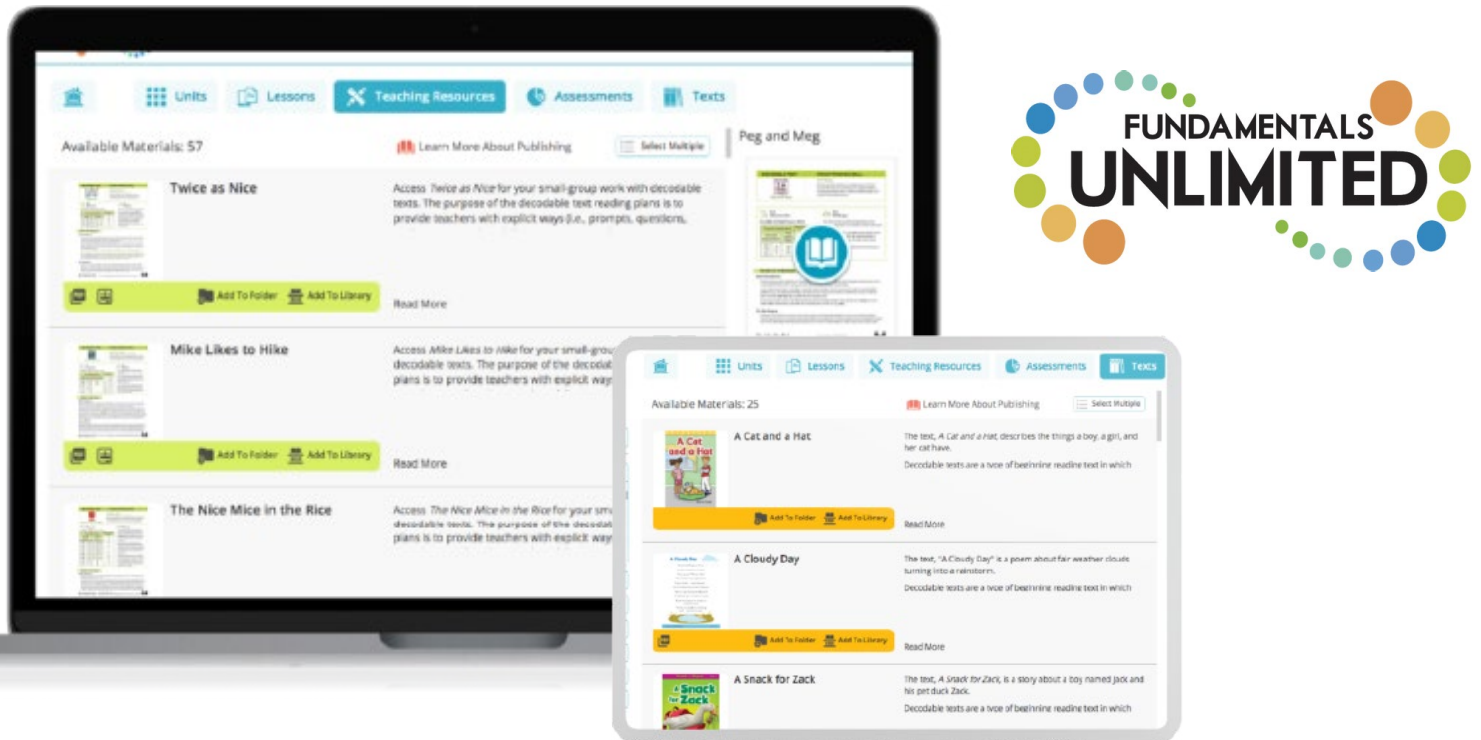 Units
Lessons
Teaching Resources
Assessments
Texts
Available Materials: 57
Learn More About Publishing
Select Multiple
Peg and Meg
Twice as Nice
Access Twice as Nice for your small-group work with decodable
texts. The purpose of the decodable text reading plans is to
provide teachers with explicit ways (i.e., prompts, questions,
Add To Folder
Add To Library
Read More
Mike Likes to Hike
Access Mike Likes to Hike for your small-grou
decodable texts. The purpose of the decodab
plans is to provide teachers with explicit way
Add To Folder
Add To Library
Read More
The Nice Mice in the Rice
Access The Nice Mice in the Rice for your sm
decodable texts. The purpose of the decodab
plans is to provide teachers with explicit way
FUNDAMENTALS
UNLIMITED
Units
Lessons
Teaching Resources
Assessments
Texts
Available Materials: 25
Learn More About Publishing
Select Multiple
A Cat
and a Hat
A Cat and a Hat
The text, A Cat and a Hat, describes the things a boy, a girl, and
her cat have.
Decodable texts are a type of beginning reading text in which
Add To Folder
Add To Library
Read More
A Cloudy Day
A Cloudy Day
The text, "A Cloudy Day" is a poem about fair weather clouds
turning into a rainstorm.
Decodable texts are a type of beginning reading text in which
Add To Folder
Add To Library
Read More
A Snack
for Zack
A Snack for Zack
The text, A Snack for Zack, is a story about a boy named Jack and
his pet duck Zack.
Decodable texts are a type of beginning reading text in which